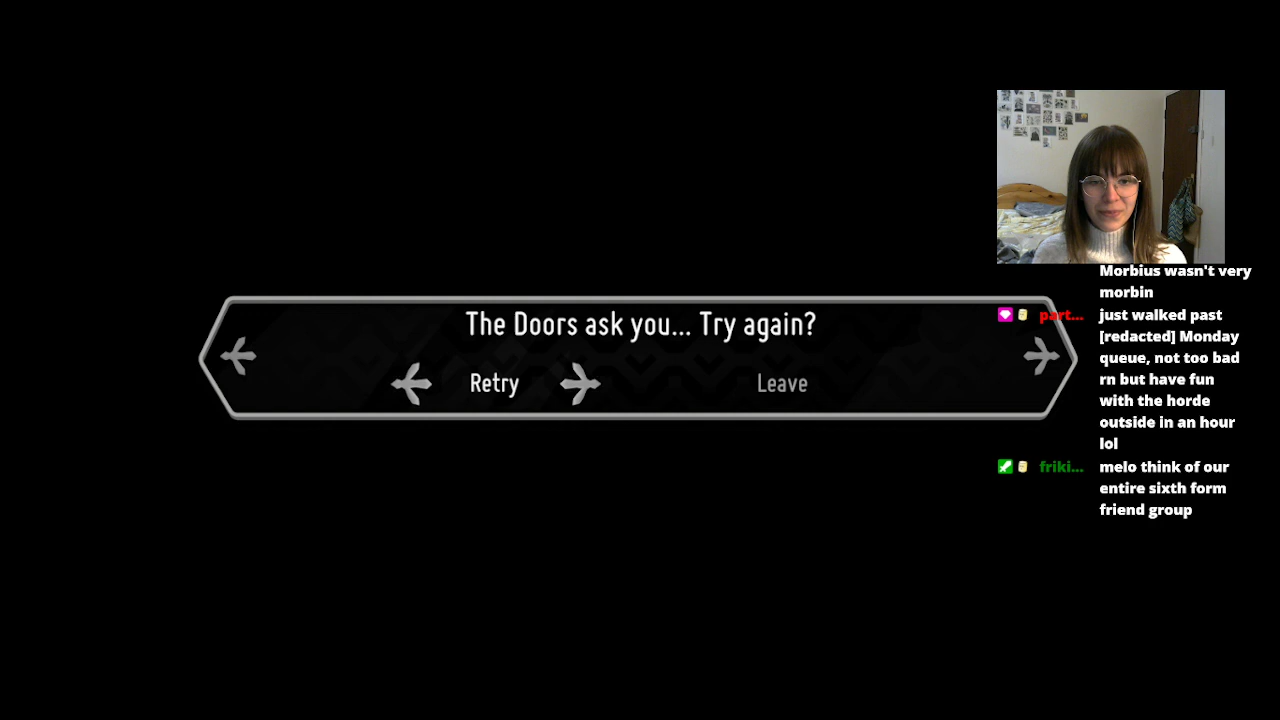 The Doors ask you... Try again?
Retry
Leave
Morbius wasn't very
morbin
part... just walked past
[redacted] Monday
queue, not too bad
rn but have fun
with the horde
outside in an hour
lol
friki... melo think of our
entire sixth form
friend group